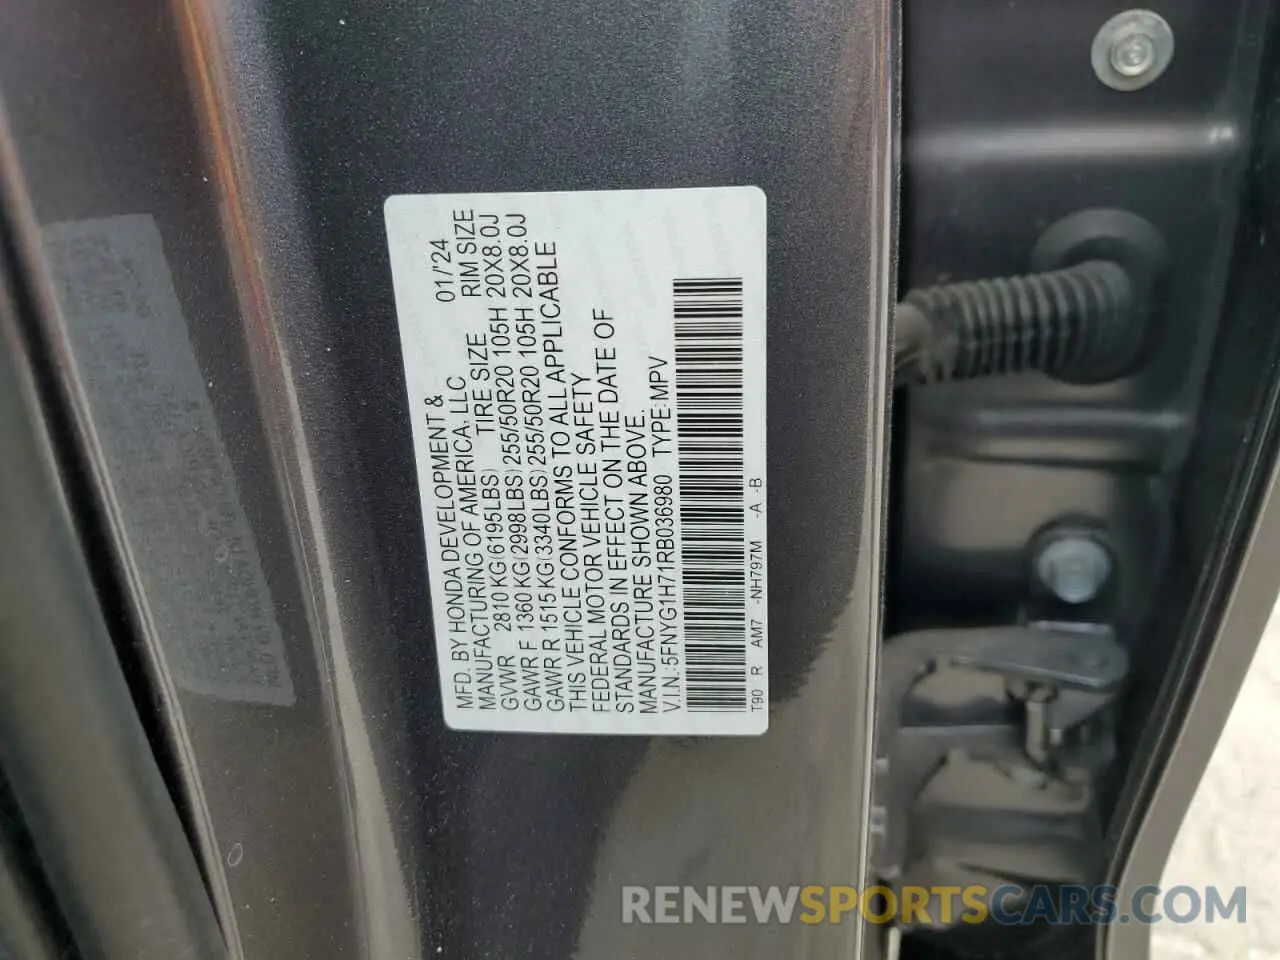 MFD. BY HONDA DEVELOPMENT &
MANUFACTURING OF AMERICA, LLC 01/'24
GVWR 2810 KG(6195LBS) TIRE SIZE RIM SIZE
GAWR F 1360 KG(2998LBS) 255/50R20 105H 20X8.0J
GAWR R 1515 KG(3340LBS) 255/50R20 105H 20X8.0J
THIS VEHICLE CONFORMS TO ALL APPLICABLE
FEDERAL MOTOR VEHICLE SAFETY
STANDARDS IN EFFECT ON THE DATE OF
MANUFACTURE SHOWN ABOVE.
V.I.N.: 5FNYG1H71RB036980 TYPE: MPV
T90 R AM7 -NH797M -A -B
RENEWSPORTSCARS.COM